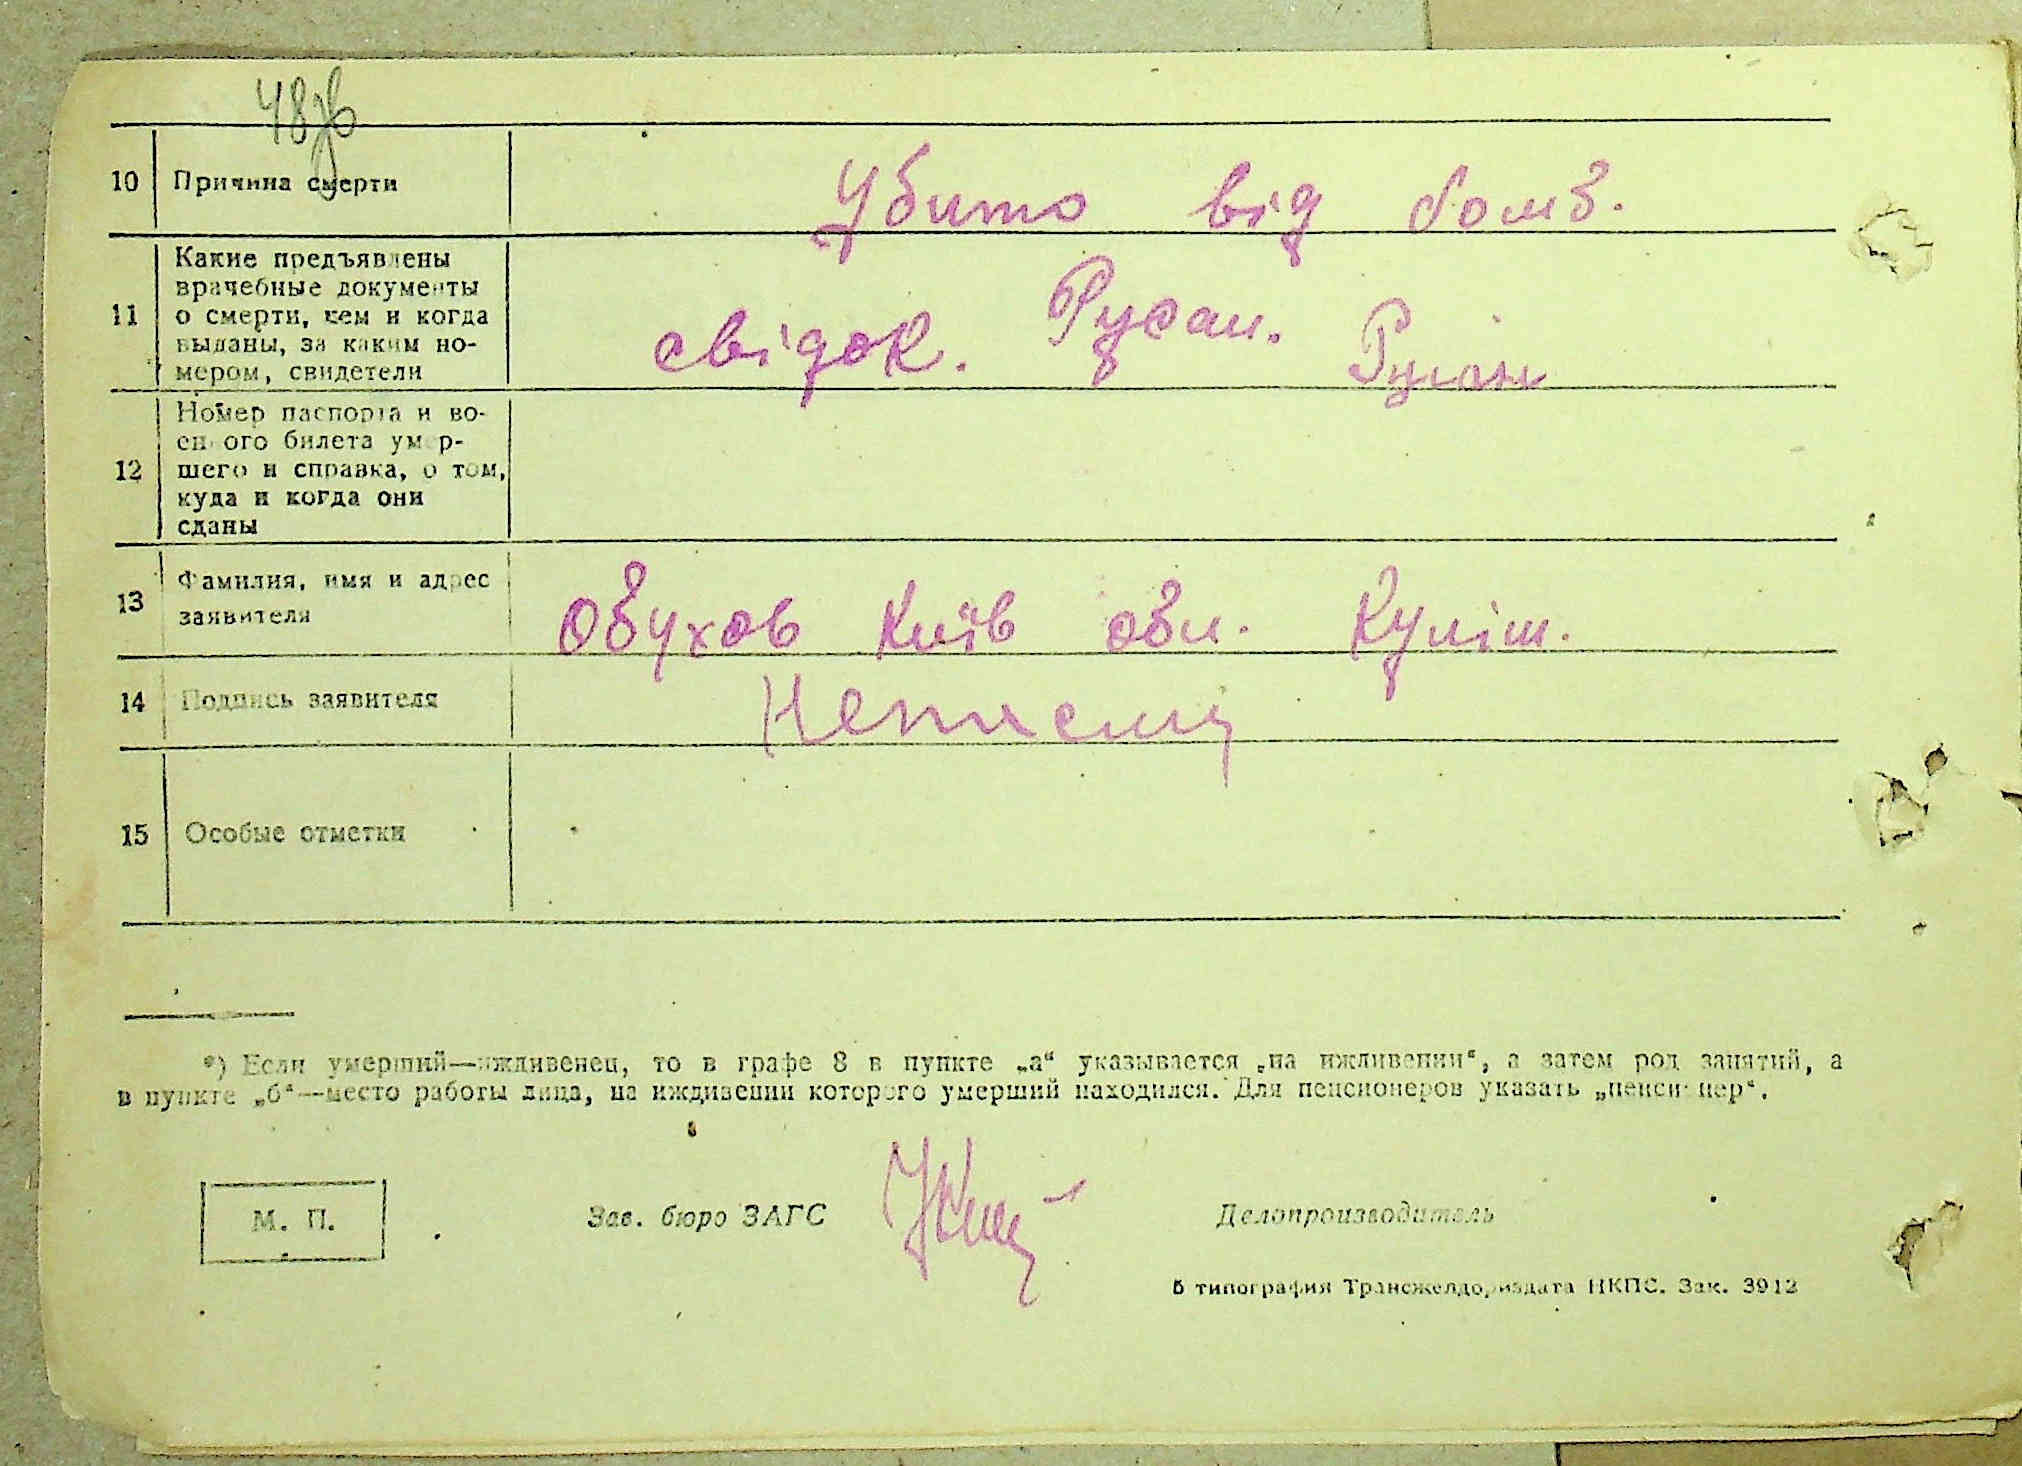 48зв
10 Причина смерти Убито від бомб.
11 Какие предъявлены
врачебные документы
о смерти, кем и когда
выданы, за каким но-
мером, свидетели свідок. Русан.
12 Номер паспорта и во-
енного билета умер-
шего и справка, о том,
куда и когда они
сданы
13 Фамилия, имя и адрес
заявителя Обухов Київ обл. Куліш.
14 Подпись заявителя Неписьм
15 Особые отметки
*) Если умерший—иждивенец, то в графе 8 в пункте „а“ указывается „на иждивении“, а затем род занятий, а
в пункте „б“—место работы лица, на иждивении которого умерший находился. Для пенсионеров указать „пенсионер“.
М. П. Зав. бюро ЗАГС Делопроизводитель
6 типография Трансжелдориздата НКПС. Зак. 3912